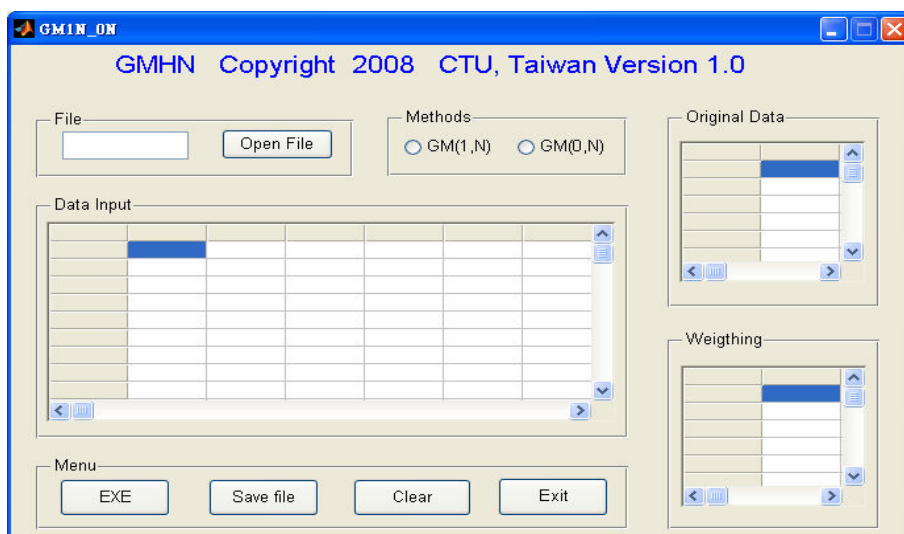 GM1N_0N
GMHN Copyright 2008 CTU, Taiwan Version 1.0
File
Open File
Methods
GM(1,N) GM(0,N)
Original Data
Data Input
Weigthing
Menu
EXE Save file Clear Exit